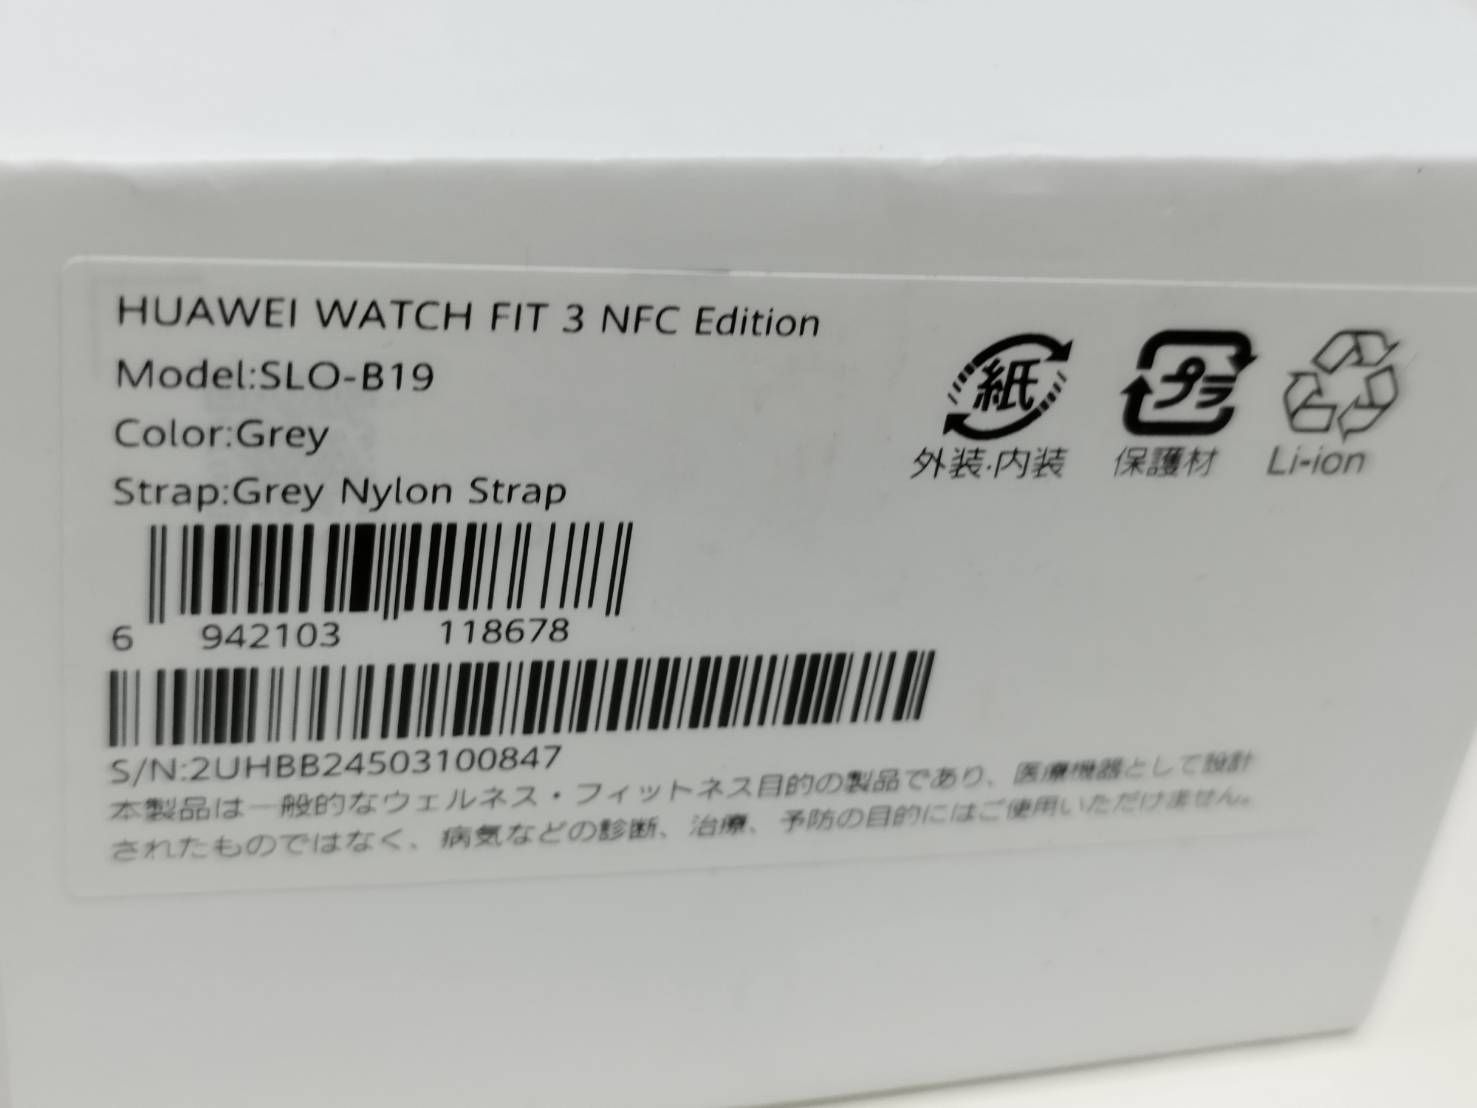 HUAWEI WATCH FIT 3 NFC Edition
Model:SLO-B19
Color:Grey
Strap:Grey Nylon Strap
紙
外装·内装
プラ
保護材
Li-ion
6 942103 118678
S/N:2UHBB24503100847
本製品は一般的なウェルネス・フィットネス目的の製品であり、医療機器として設計
されたものではなく、病気などの診断、治療、予防の目的にはご使用いただけません。